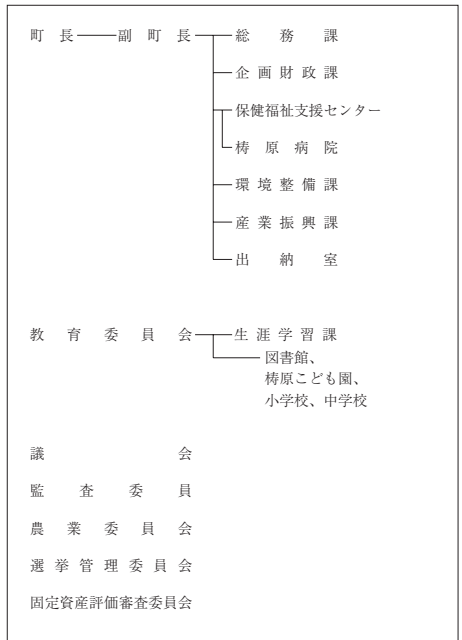 町長 副町長 総務課
企画財政課
保健福祉支援センター
梼原病院
環境整備課
産業振興課
出納室
教育委員会 生涯学習課
図書館、
梼原こども園、
小学校、中学校
議会
監査委員
農業委員会
選挙管理委員会
固定資産評価審査委員会